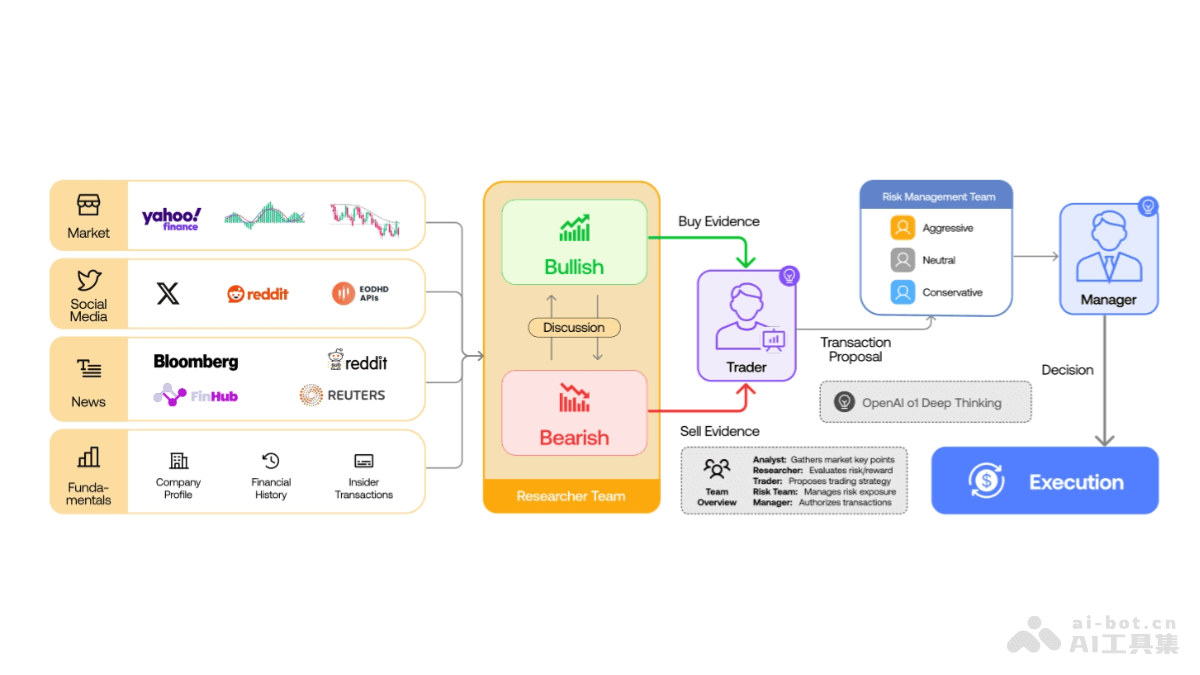 Market
yahoo!
finance
Social
Media
X
reddit
EODHD
APIs
News
Bloomberg
reddit
FinHub
REUTERS
Funda-
mentals
Company
Profile
Financial
History
Insider
Transactions
Bullish
Discussion
Bearish
Researcher Team
Buy Evidence
Sell Evidence
Trader
Transaction
Proposal
Risk Management Team
Aggressive
Neutral
Conservative
Manager
OpenAI o1 Deep Thinking
Decision
Team
Overview
Analyst: Gathers market key points
Researcher: Evaluates risk/reward
Trader: Proposes trading strategy
Risk Team: Manages risk exposure
Manager: Authorizes transactions
$
Execution
ai-bot.cn
AI工具集